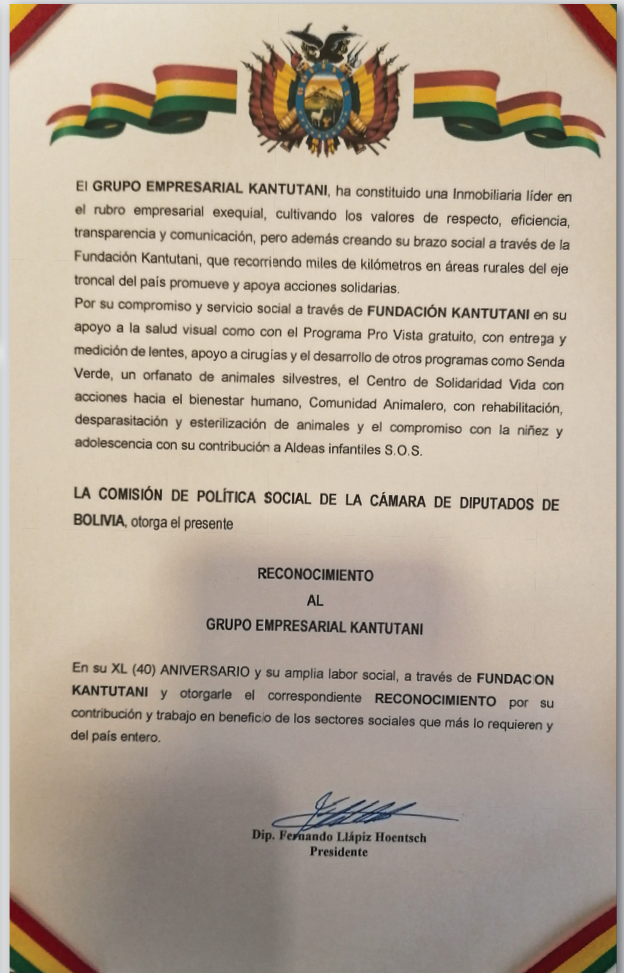 El GRUPO EMPRESARIAL KANTUTANI, ha constituido una Inmobiliaria líder en
el rubro empresarial exequial, cultivando los valores de respecto, eficiencia,
transparencia y comunicación, pero además creando su brazo social a través de la
Fundación Kantutani, que recorriendo miles de kilómetros en áreas rurales del eje
troncal del país promueve y apoya acciones solidarias.
Por su compromiso y servicio social a través de FUNDACIÓN KANTUTANI en su
apoyo a la salud visual como con el Programa Pro Vista gratuito, con entrega y
medición de lentes, apoyo a cirugías y el desarrollo de otros programas como Senda
Verde, un orfanato de animales silvestres, el Centro de Solidaridad Vida con
acciones hacia el bienestar humano, Comunidad Animalero, con rehabilitación,
desparasitación y esterilización de animales y el compromiso con la niñez y
adolescencia con su contribución a Aldeas infantiles S.O.S.
LA COMISIÓN DE POLÍTICA SOCIAL DE LA CÁMARA DE DIPUTADOS DE
BOLIVIA, otorga el presente
RECONOCIMIENTO
AL
GRUPO EMPRESARIAL KANTUTANI
En su XL (40) ANIVERSARIO y su amplia labor social, a través de FUNDACION
KANTUTANI y otorgarle el correspondiente RECONOCIMIENTO por su
contribución y trabajo en beneficio de los sectores sociales que más lo requieren y
del país entero.
Dip. Fernando Llápiz Hoentsch
Presidente